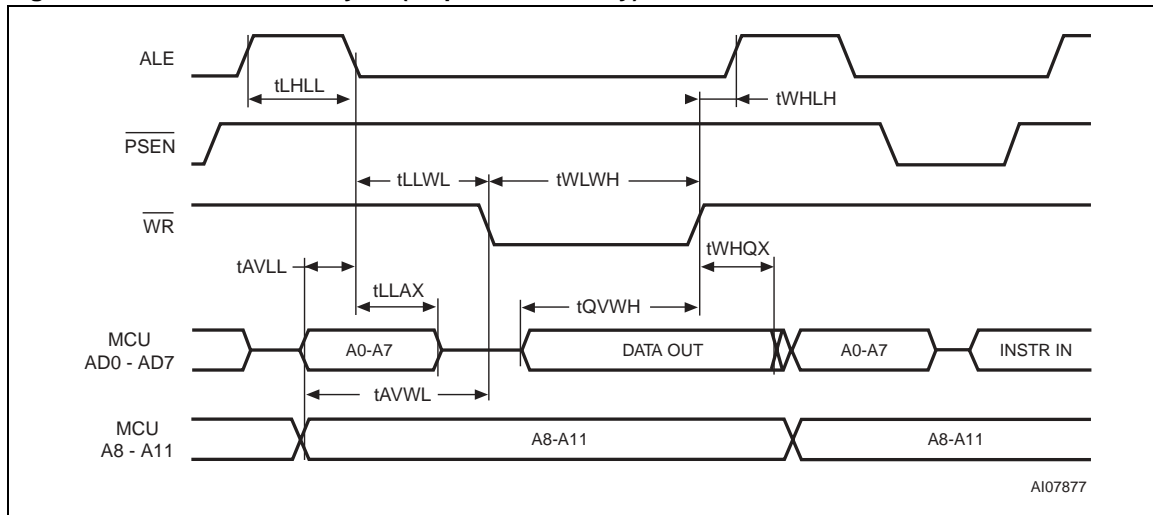 ALE
tLHLL
tWHLH
PSEN
tLLWL
tWLWH
WR
tAVLL
tWHQX
tLLAX
tQVWH
MCU
AD0 - AD7
A0-A7
DATA OUT
A0-A7
INSTR IN
tAVWL
MCU
A8 - A11
A8-A11
A8-A11
AI07877